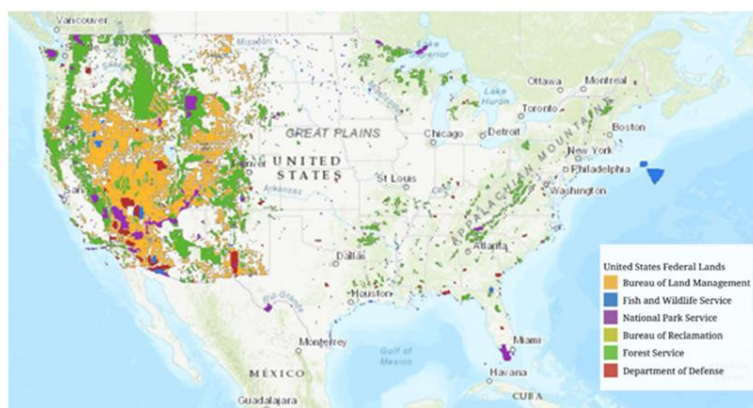 Vancouver
Missouri
Lake
Superior
Ottawa
Montreal
Lake
Huron
Toronto
GREAT PLAINS
Chicago
Detroit
Boston
New York
Philadelphia
UNITED
STATES
St Louis
Washington
Arkansas
APPALACHIAN MOUNTAINS
Atlanta
Dallas
Houston
Rio Grande
Monterrey
Gulf of
Mexico
Miami
Havana
MÉXICO
CUBA
Guadalajara
United States Federal Lands
Bureau of Land Management
Fish and Wildlife Service
National Park Service
Bureau of Reclamation
Forest Service
Department of Defense